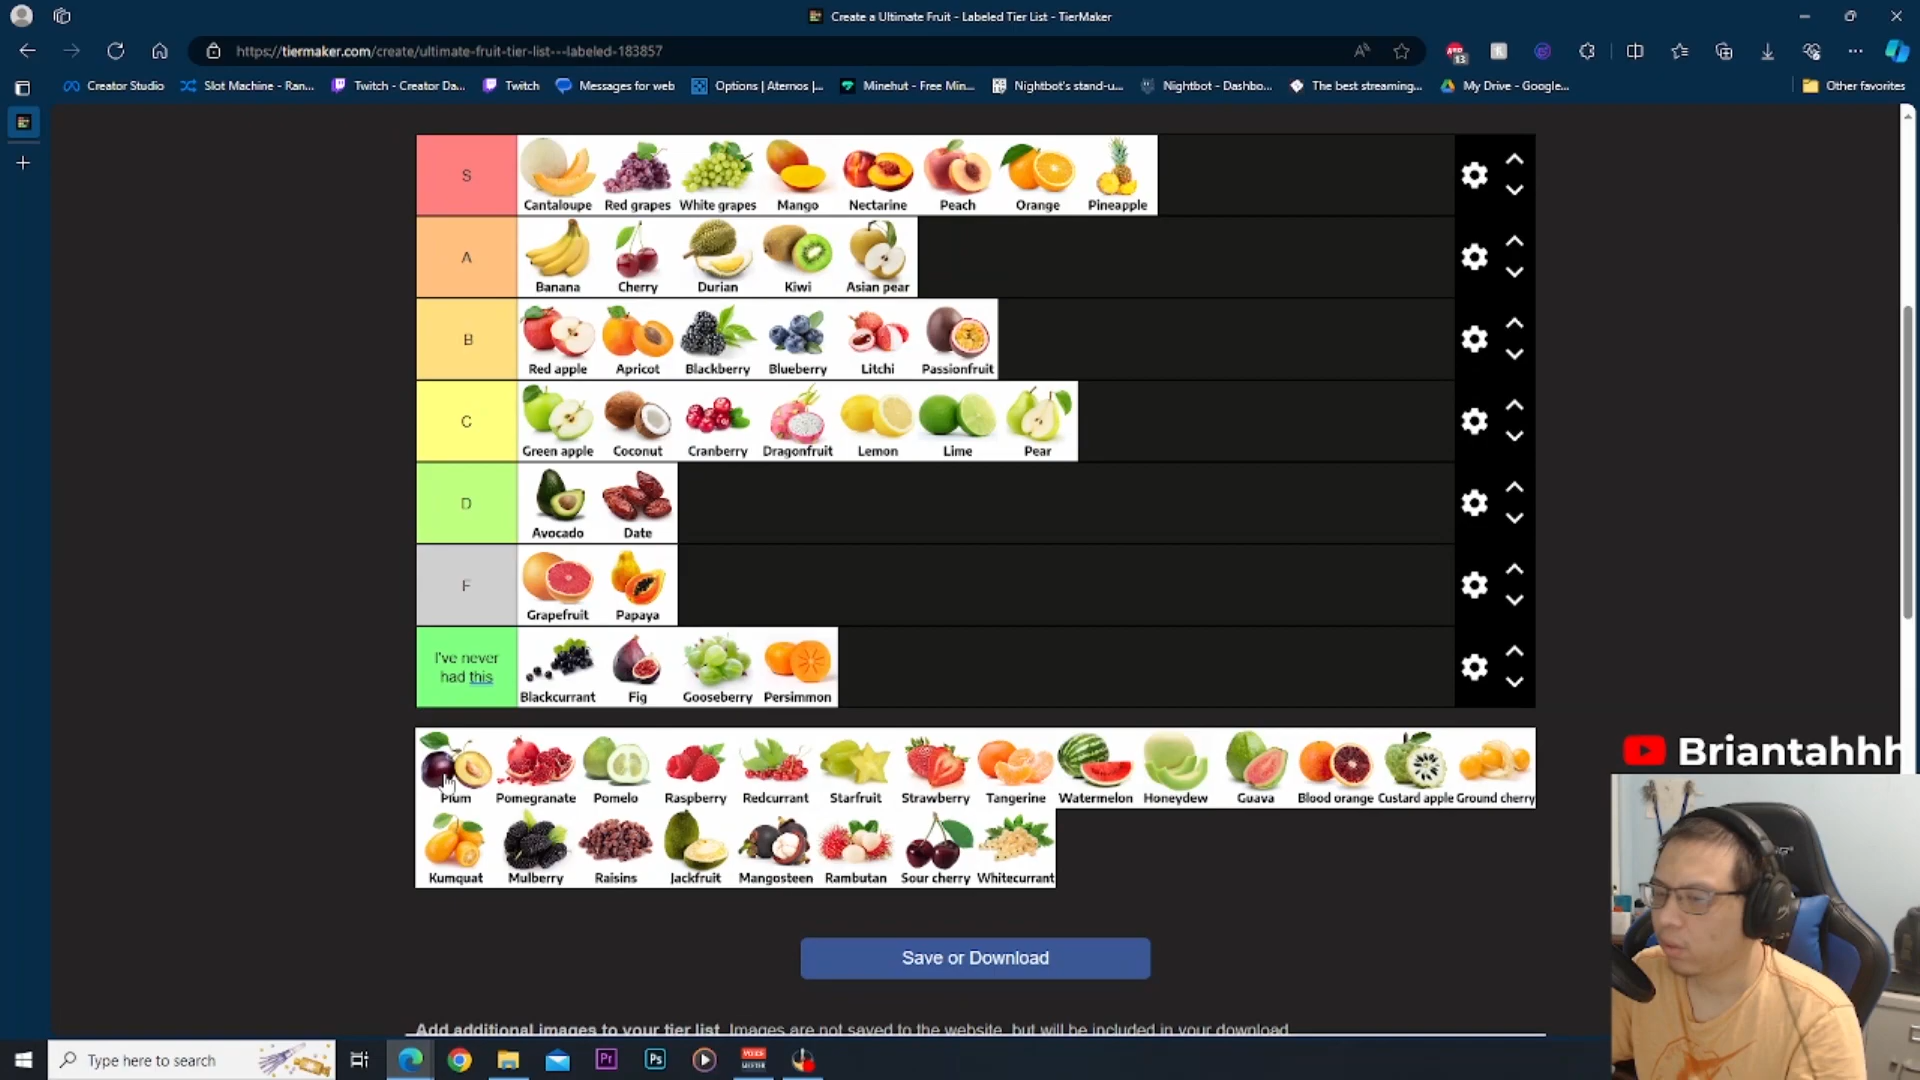 Create a Ultimate Fruit - Labeled Tier List - TierMaker
https://tiermaker.com/create/ultimate-fruit-tier-list---labeled-183857
13
Creator Studio
Slot Machine - Ran...
Twitch - Creator Da...
Twitch
Messages for web
Options | Aternos |...
Minehut - Free Min...
Nightbot's stand-u...
Nightbot - Dashbo...
The best streaming...
My Drive - Google...
Other favorites
S
Cantaloupe Red grapes White grapes Mango Nectarine Peach Orange Pineapple
A
Banana Cherry Durian Kiwi Asian pear
B
Red apple Apricot Blackberry Blueberry Litchi Passionfruit
C
Green apple Coconut Cranberry Dragonfruit Lemon Lime Pear
D
Avocado Date
F
Grapefruit Papaya
I've never
had this
Blackcurrant Fig Gooseberry Persimmon
Plum Pomegranate Pomelo Raspberry Redcurrant Starfruit Strawberry Tangerine Watermelon Honeydew Guava Blood orange Custard apple Ground cherry
Kumquat Mulberry Raisins Jackfruit Mangosteen Rambutan Sour cherry Whitecurrant
Briantahhh
Save or Download
Add additional images to your tier list. Images are not saved to the website, but will be included in your download
Type here to search
Pr
Ps